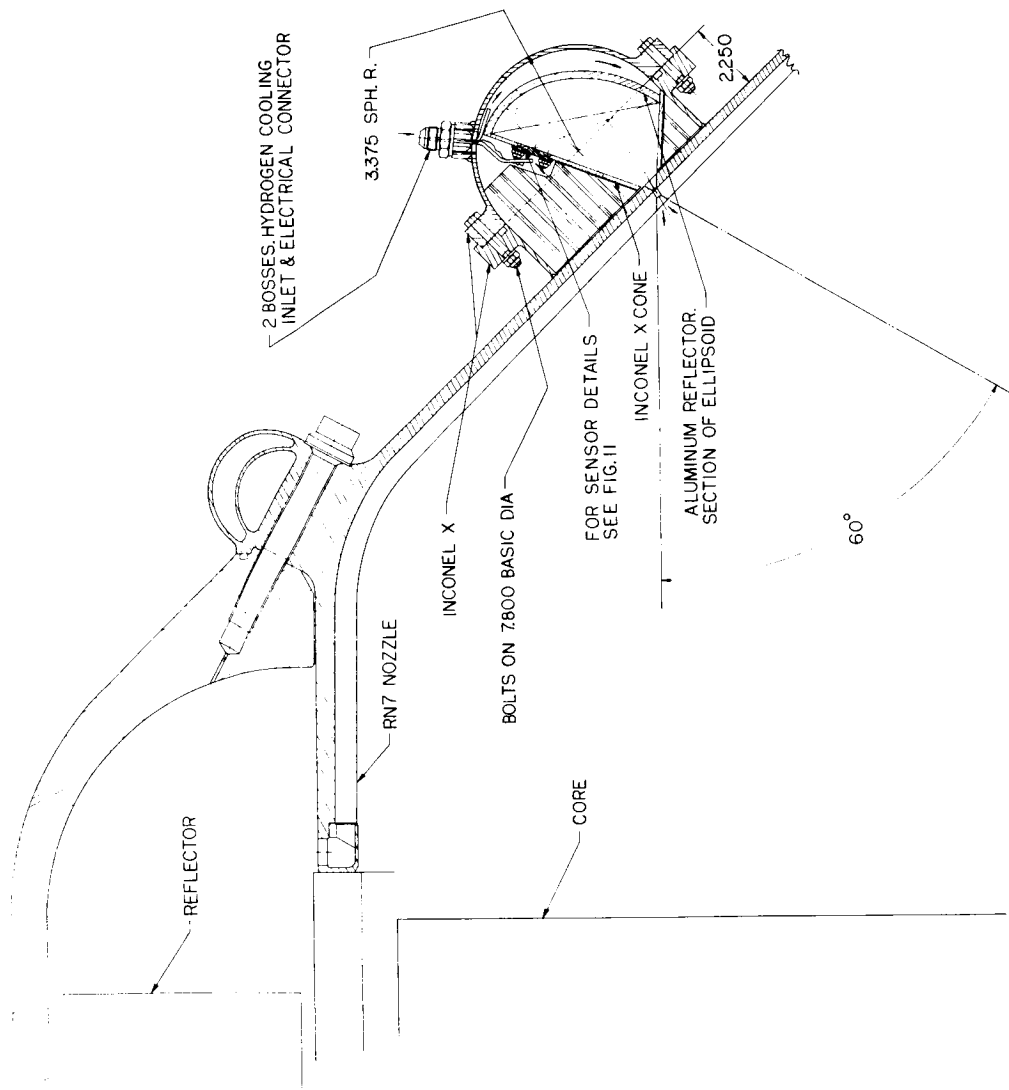 2 BOSSES, HYDROGEN COOLING
INLET & ELECTRICAL CONNECTOR
3.375 SPH. R.
2.250
INCONEL X
BOLTS ON 7.800 BASIC DIA
FOR SENSOR DETAILS
SEE FIG. 11
INCONEL X CONE
ALUMINUM REFLECTOR.
SECTION OF ELLIPSOID
60°
RN7 NOZZLE
REFLECTOR
CORE